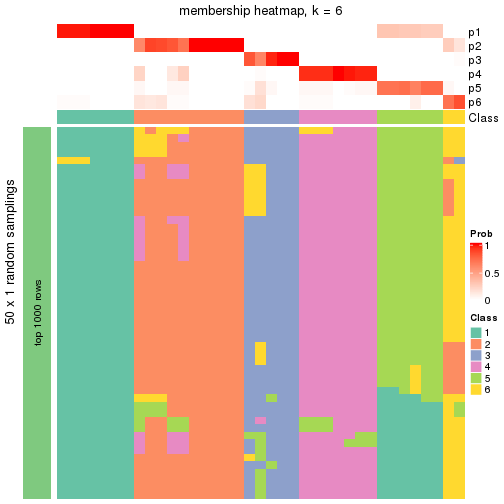 membership heatmap, k = 6
p1
p2
p3
p4
p5
p6
Class
50 x 1 random samplings
top 1000 rows
Prob
1
0.5
0
Class
1
2
3
4
5
6